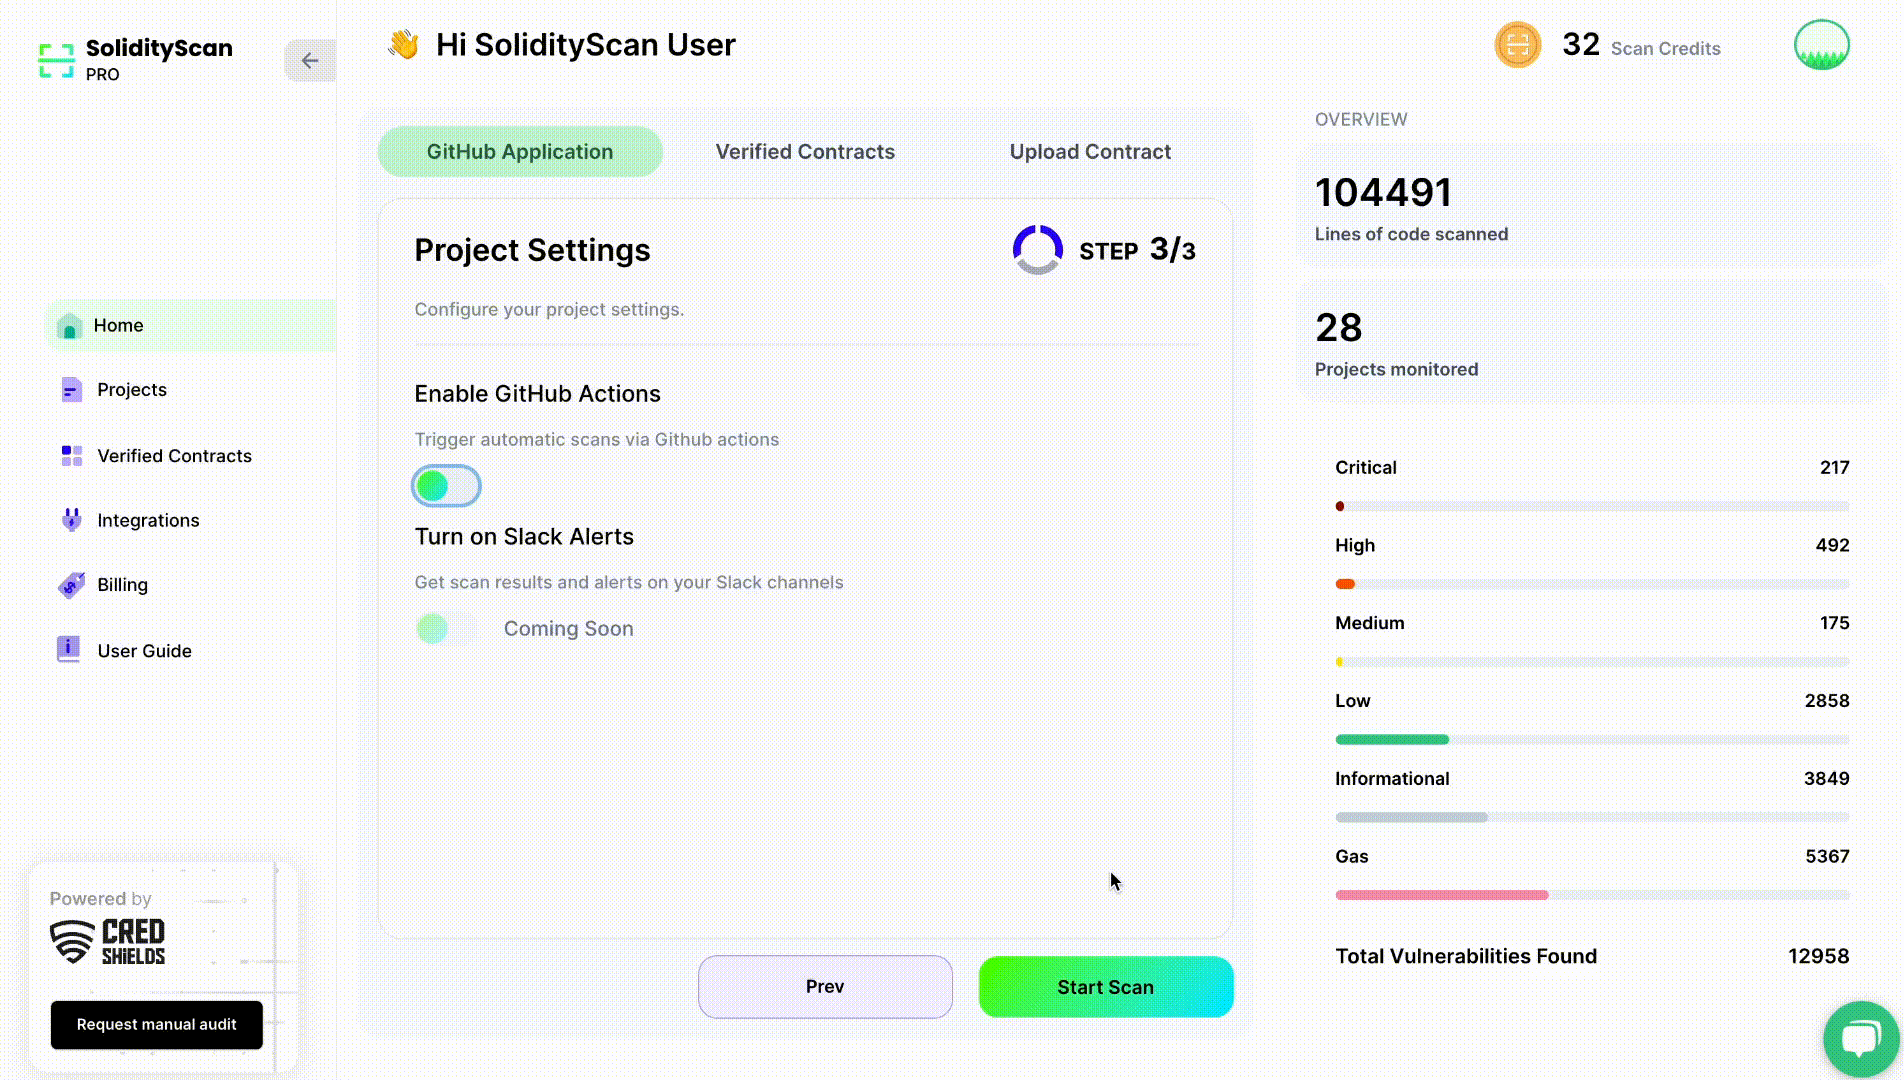 SolidityScan
PRO
Home
Projects
Verified Contracts
Integrations
Billing
User Guide
Powered by
CRED
SHiELDS
Request manual audit
👋 Hi SolidityScan User
32 Scan Credits
GitHub Application
Verified Contracts
Upload Contract
Project Settings
STEP 3/3
Configure your project settings.
Enable GitHub Actions
Trigger automatic scans via Github actions
Turn on Slack Alerts
Get scan results and alerts on your Slack channels
Coming Soon
Prev
Start Scan
OVERVIEW
104491
Lines of code scanned
28
Projects monitored
Critical 217
High 492
Medium 175
Low 2858
Informational 3849
Gas 5367
Total Vulnerabilities Found 12958